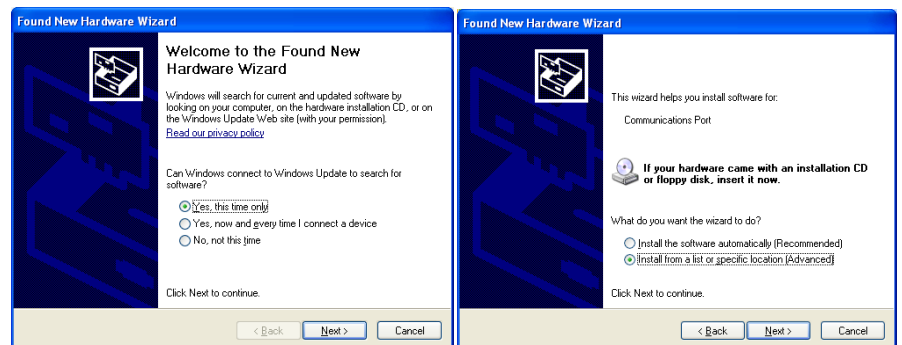 Found New Hardware Wizard
Welcome to the Found New
Hardware Wizard
Windows will search for current and updated software by
looking on your computer, on the hardware installation CD, or on
the Windows Update Web site (with your permission).
Read our privacy policy
Can Windows connect to Windows Update to search for
software?
Yes, this time only
Yes, now and every time I connect a device
No, not this time
Click Next to continue.
< Back
Next >
Cancel
Found New Hardware Wizard
This wizard helps you install software for:
Communications Port
If your hardware came with an installation CD
or floppy disk, insert it now.
What do you want the wizard to do?
Install the software automatically (Recommended)
Install from a list or specific location (Advanced)
Click Next to continue.
< Back
Next >
Cancel